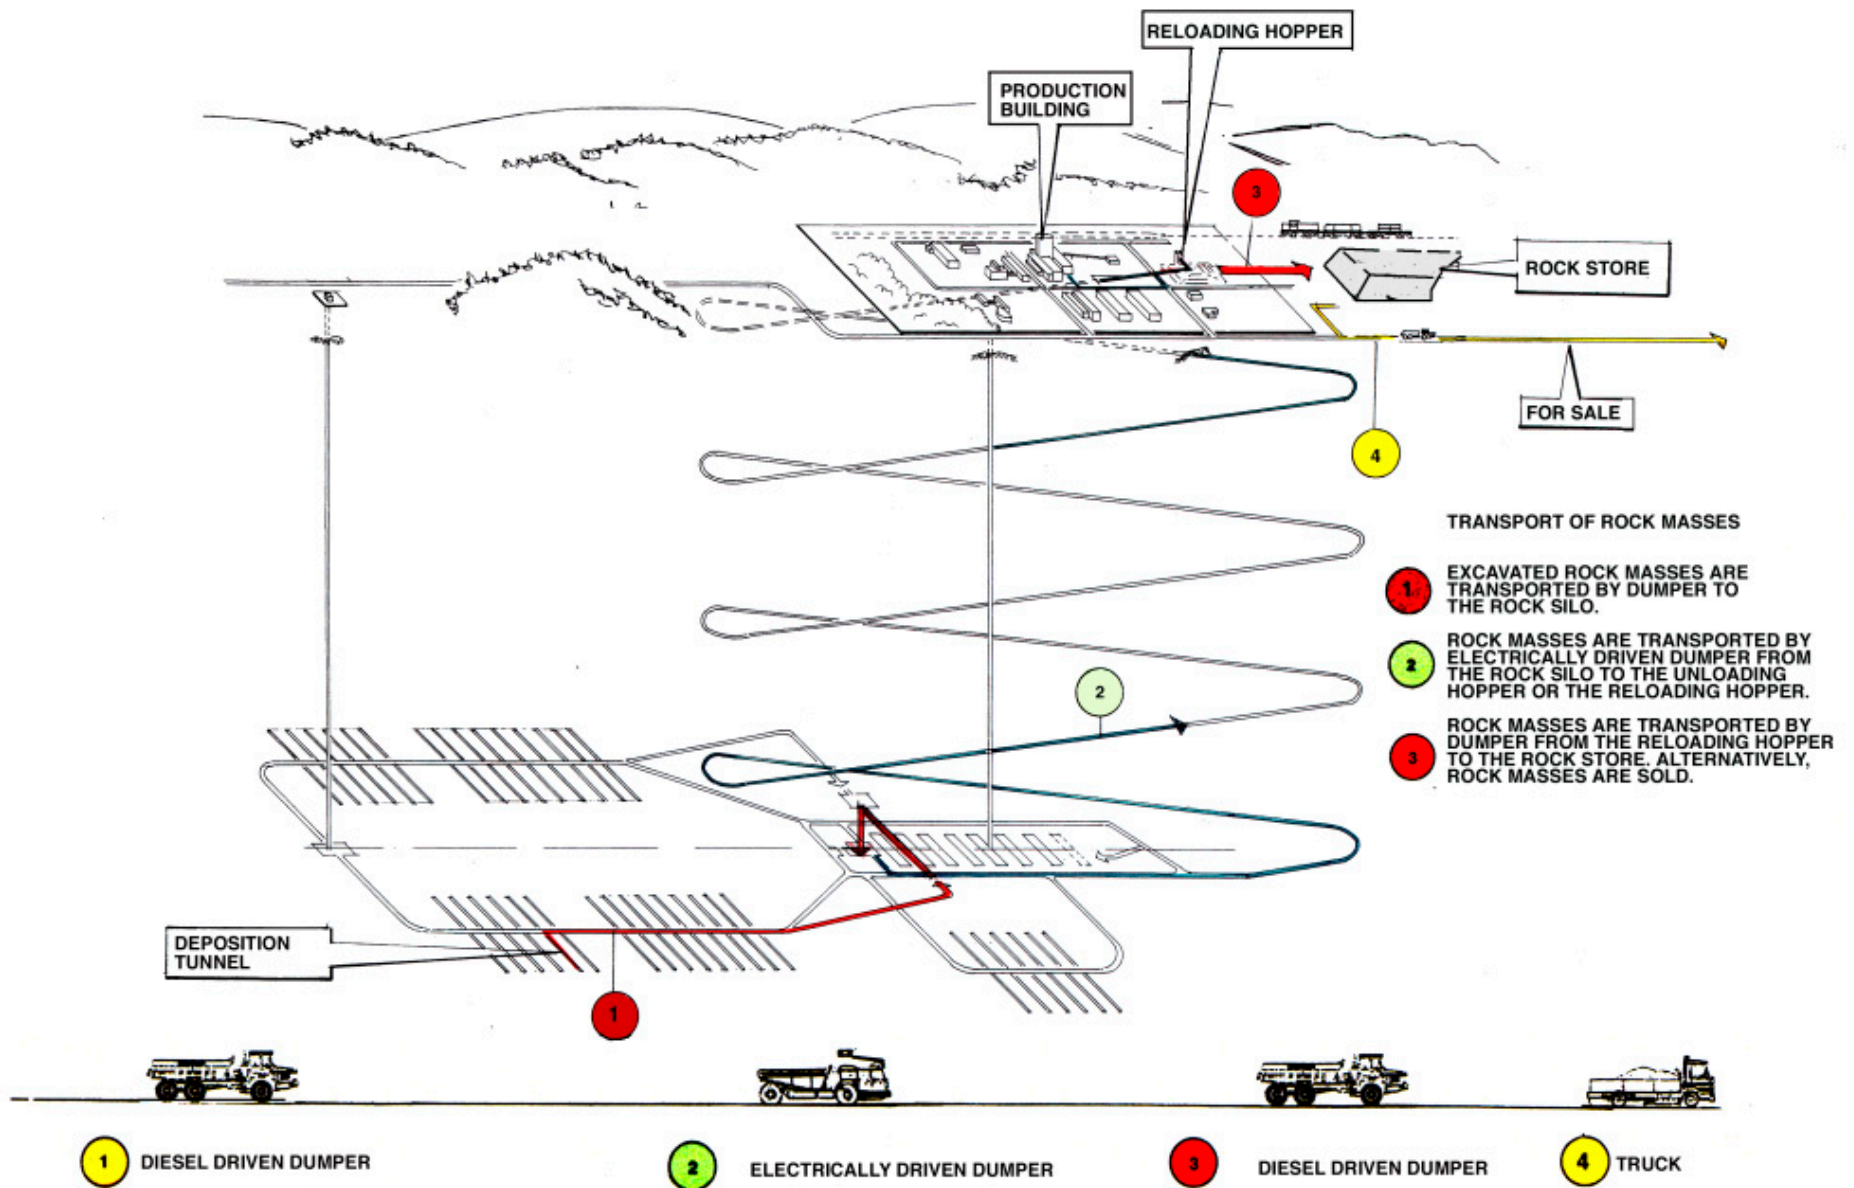 RELOADING HOPPER
PRODUCTION
BUILDING
3
ROCK STORE
FOR SALE
4
TRANSPORT OF ROCK MASSES
1
EXCAVATED ROCK MASSES ARE
TRANSPORTED BY DUMPER TO
THE ROCK SILO.
2
ROCK MASSES ARE TRANSPORTED BY
ELECTRICALLY DRIVEN DUMPER FROM
THE ROCK SILO TO THE UNLOADING
HOPPER OR THE RELOADING HOPPER.
2
3
ROCK MASSES ARE TRANSPORTED BY
DUMPER FROM THE RELOADING HOPPER
TO THE ROCK STORE. ALTERNATIVELY,
ROCK MASSES ARE SOLD.
DEPOSITION
TUNNEL
1
1 DIESEL DRIVEN DUMPER
2 ELECTRICALLY DRIVEN DUMPER
3 DIESEL DRIVEN DUMPER
4 TRUCK